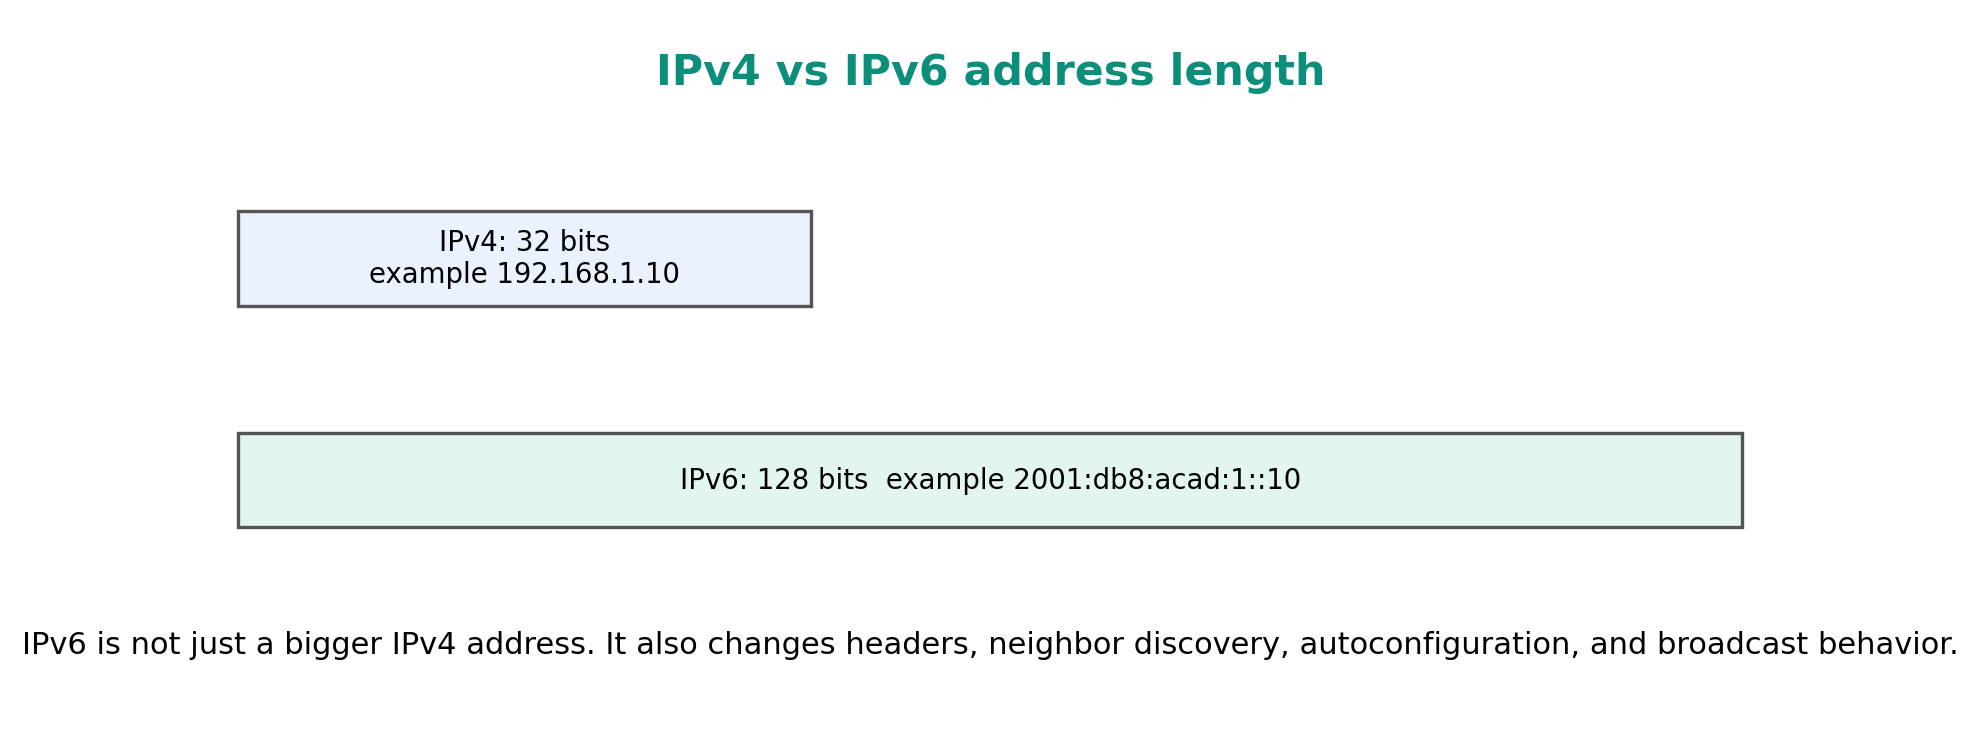 IPv4 vs IPv6 address length
IPv4: 32 bits
example 192.168.1.10
IPv6: 128 bits  example 2001:db8:acad:1::10
IPv6 is not just a bigger IPv4 address. It also changes headers, neighbor discovery, autoconfiguration, and broadcast behavior.